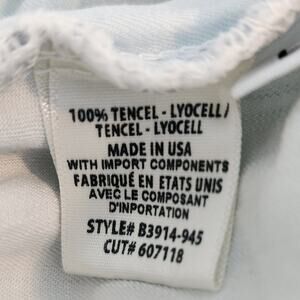 100% TENCEL - LYOCELL /
TENCEL - LYOCELL
MADE IN USA
WITH IMPORT COMPONENTS
FABRIQUÉ EN ETATS UNIS
AVEC LE COMPOSANT
D'INPORTATION
STYLE# B3914-945
CUT# 607118